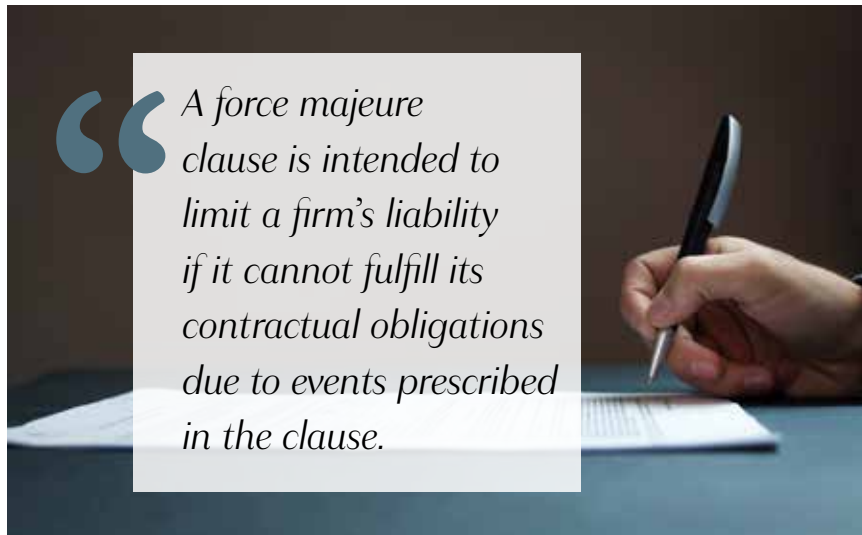 “
A force majeure
clause is intended to
limit a firm’s liability
if it cannot fulfill its
contractual obligations
due to events prescribed
in the clause.